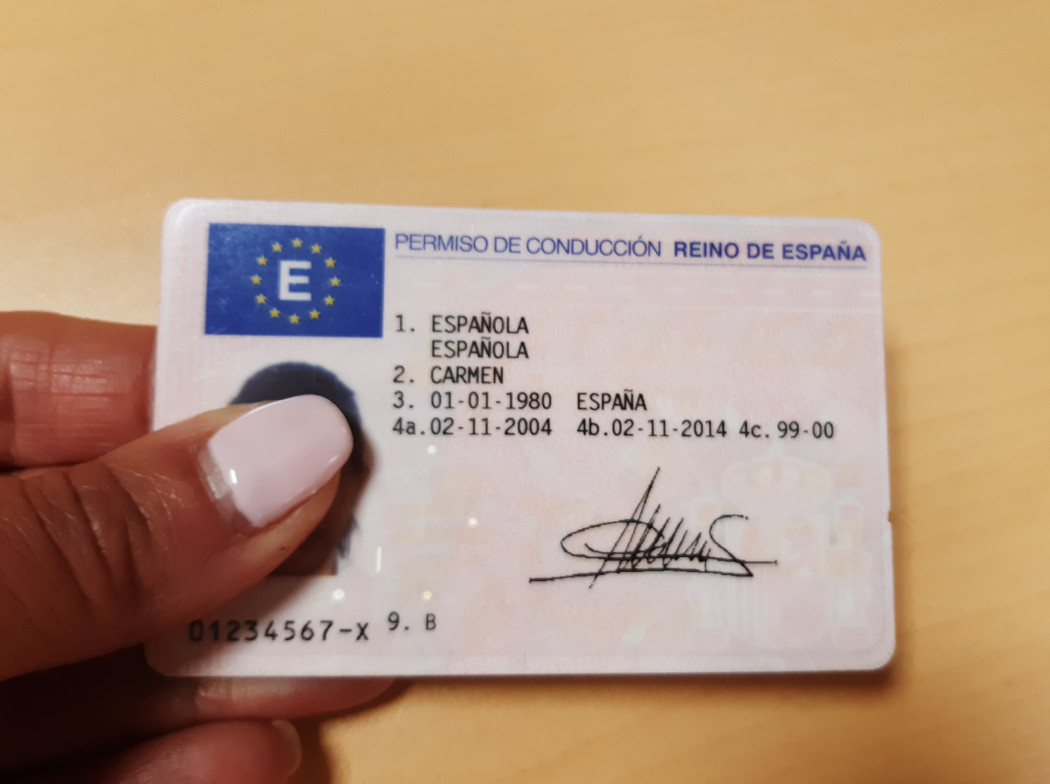 E
PERMISO DE CONDUCCIÓN REINO DE ESPAÑA
1. ESPAÑOLA
ESPAÑOLA
2. CARMEN
3. 01-01-1980 ESPAÑA
4a.02-11-2004 4b.02-11-2014 4c.99-00
01234567-X 9. B